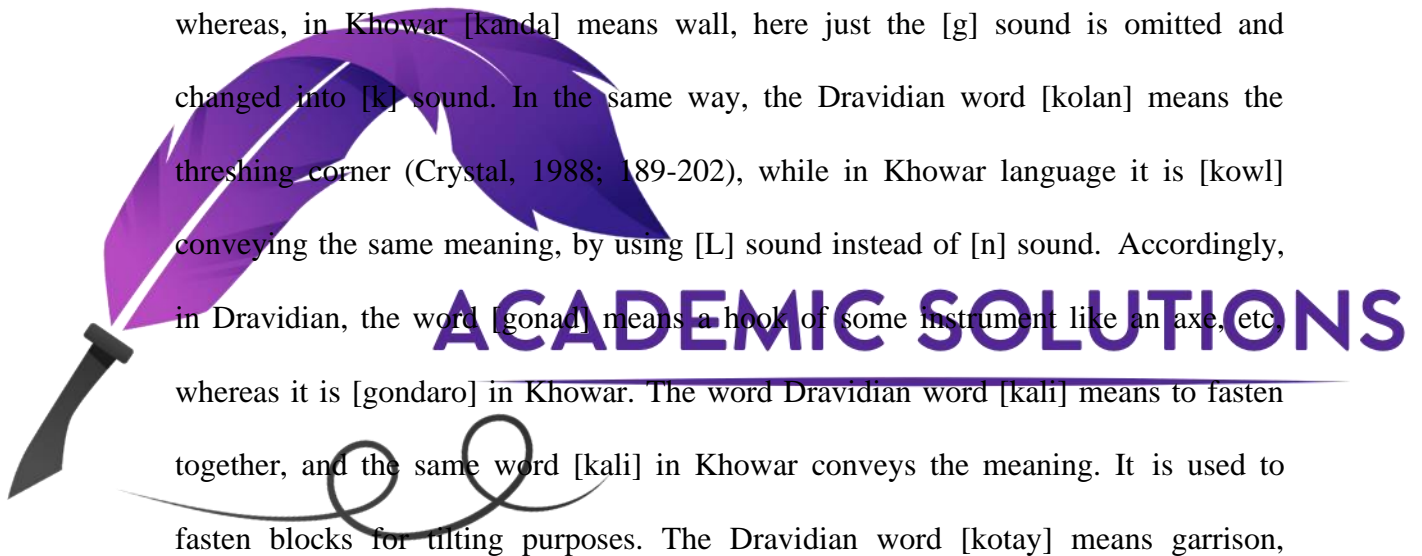 whereas, in Khowar [kanda] means wall, here just the [g] sound is omitted and
changed into [k] sound. In the same way, the Dravidian word [kolan] means the
threshing corner (Crystal, 1988; 189-202), while in Khowar language it is [kowl]
conveying the same meaning, by using [L] sound instead of [n] sound. Accordingly,
ACADEMIC SOLUTIONS
in Dravidian, the word [gonad] means a hook of some instrument like an axe, etc,
whereas it is [gondaro] in Khowar. The word Dravidian word [kali] means to fasten
together, and the same word [kali] in Khowar conveys the meaning. It is used to
fasten blocks for tilting purposes. The Dravidian word [kotay] means garrison,